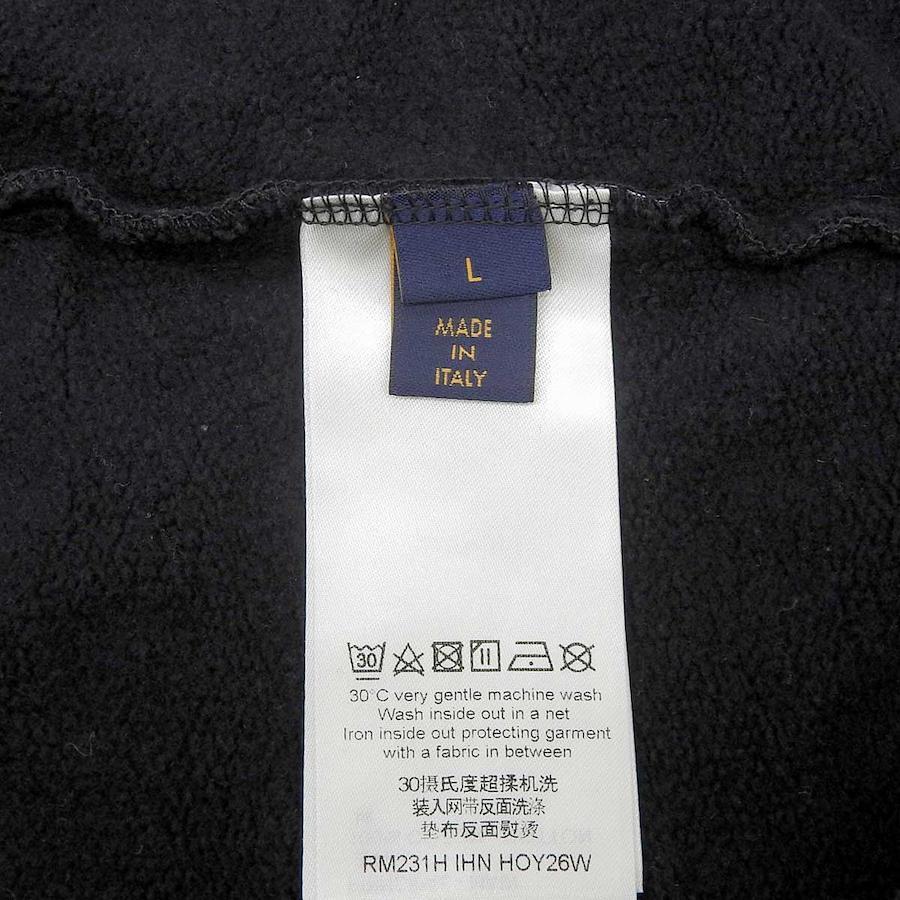 L
MADE
IN
ITALY
30
30°C very gentle machine wash
Wash inside out in a net
Iron inside out protecting garment
with a fabric in between
30摄氏度超揉机洗
装入网带反面洗涤
垫布反面熨烫
RM231H IHN HOY26W